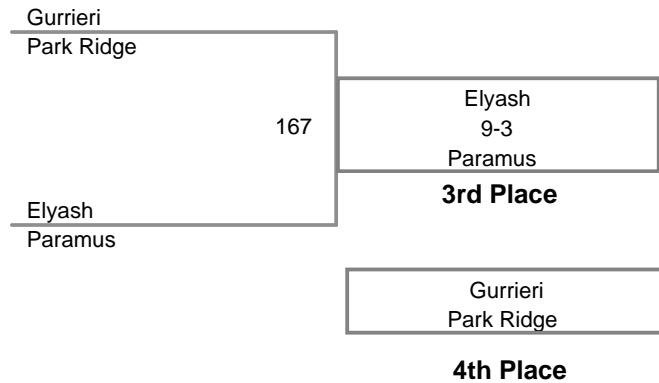 Gurrieri
Park Ridge
167
Elyash
9-3
Paramus
3rd Place
Elyash
Paramus
Gurrieri
Park Ridge
4th Place